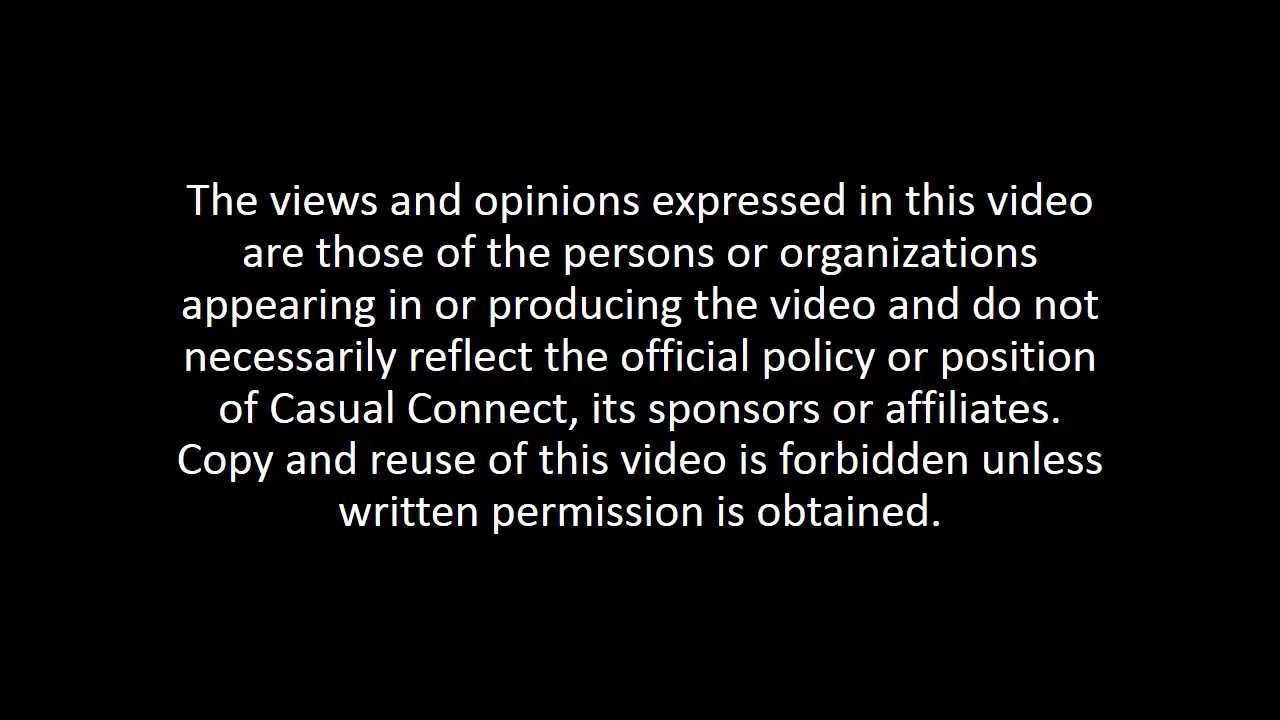 The views and opinions expressed in this video
are those of the persons or organizations
appearing in or producing the video and do not
necessarily reflect the official policy or position
of Casual Connect, its sponsors or affiliates.
Copy and reuse of this video is forbidden unless
written permission is obtained.